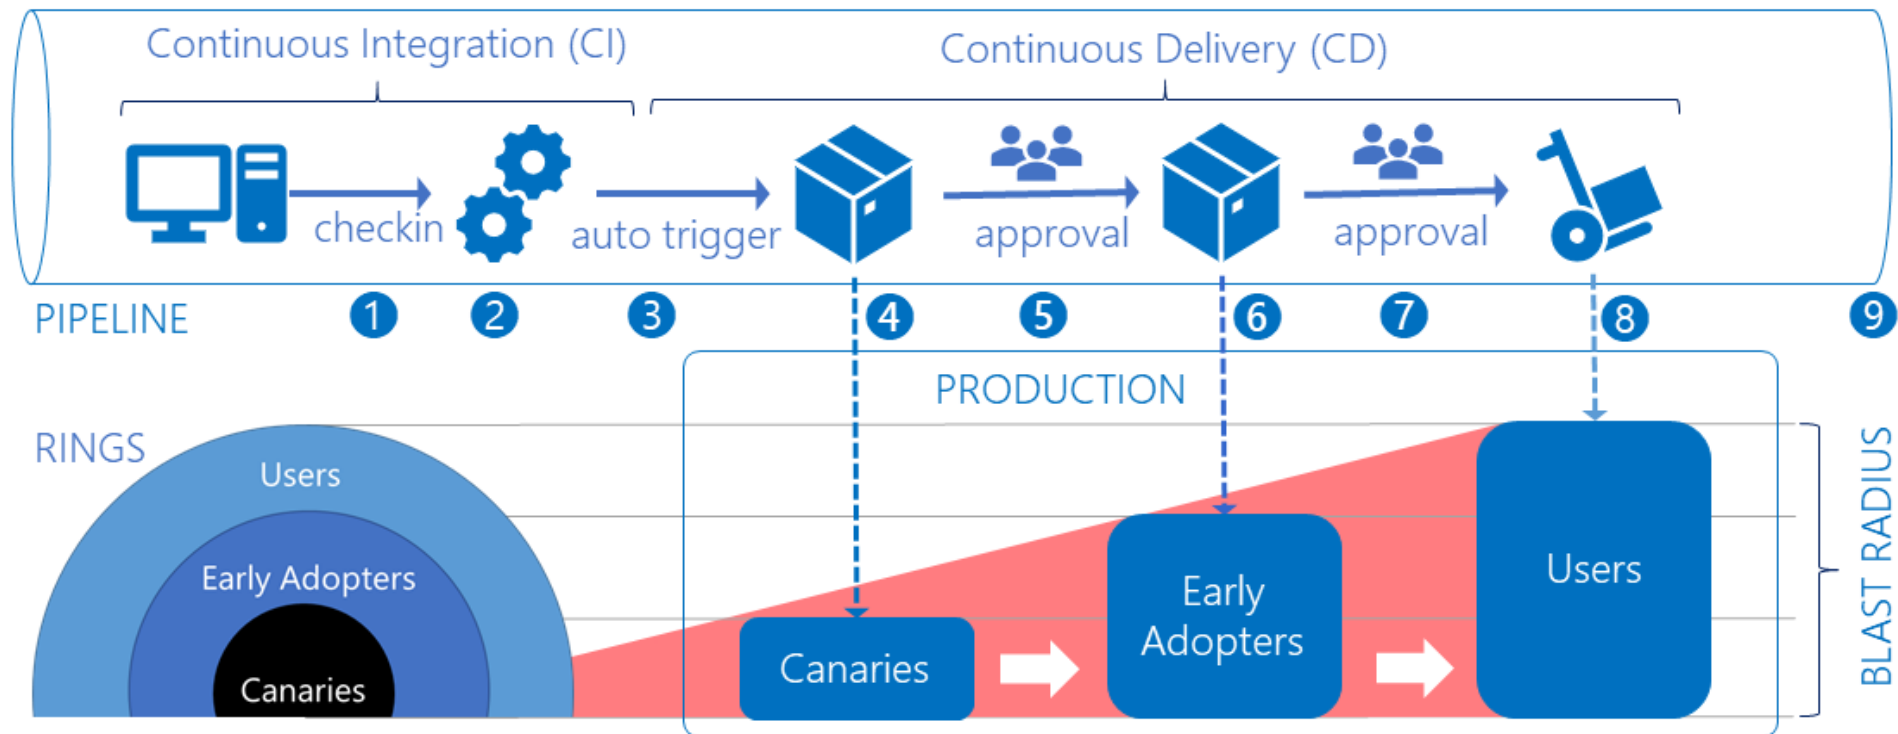 Continuous Integration (CI)
Continuous Delivery (CD)
checkin
auto trigger
approval
approval
PIPELINE
1
2
3
4
5
6
7
8
9
PRODUCTION
RINGS
Users
Early Adopters
Canaries
Canaries
Early
Adopters
Users
BLAST RADIUS